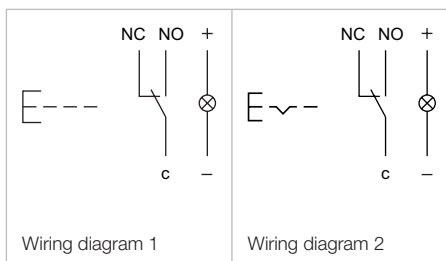 NC NO +
c −
Wiring diagram 1
NC NO +
c −
Wiring diagram 2